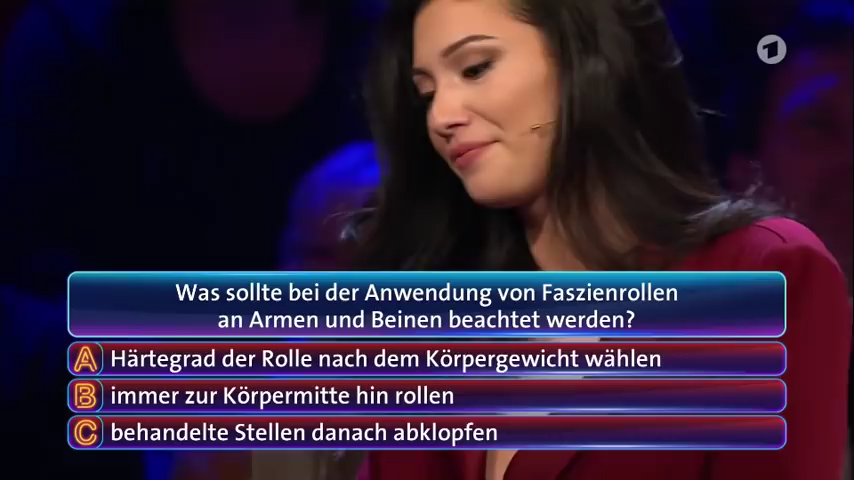 1
Was sollte bei der Anwendung von Faszienrollen
an Armen und Beinen beachtet werden?
A Härtegrad der Rolle nach dem Körpergewicht wählen
B immer zur Körpermitte hin rollen
C behandelte Stellen danach abklopfen